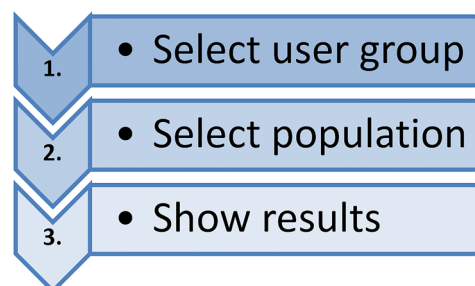 1. • Select user group
2. • Select population
3. • Show results